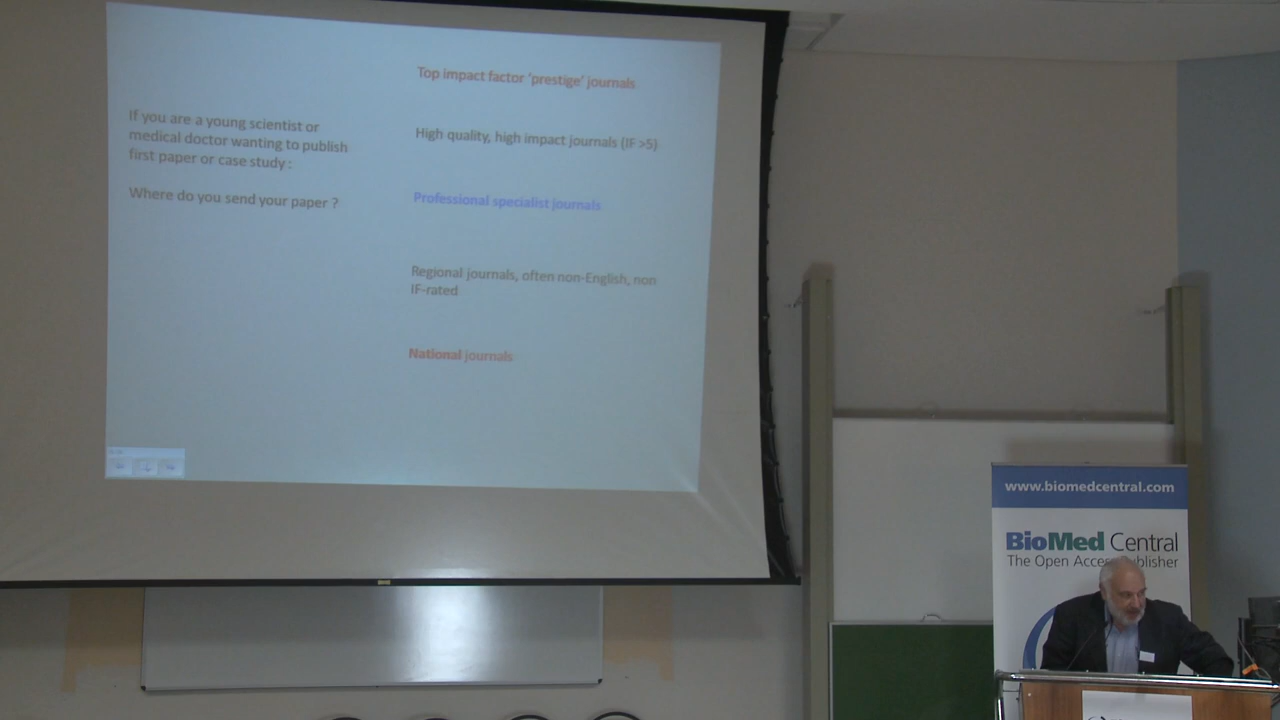 If you are a young scientist or
medical doctor wanting to publish
first paper or case study :
Where do you send your paper ?
Top impact factor 'prestige' journals
High quality, high impact journals (IF >5)
Professional specialist journals
Regional journals, often non-English, non
IF-rated
National journals
www.biomedcentral.com
BioMed Central
The Open Access Publisher